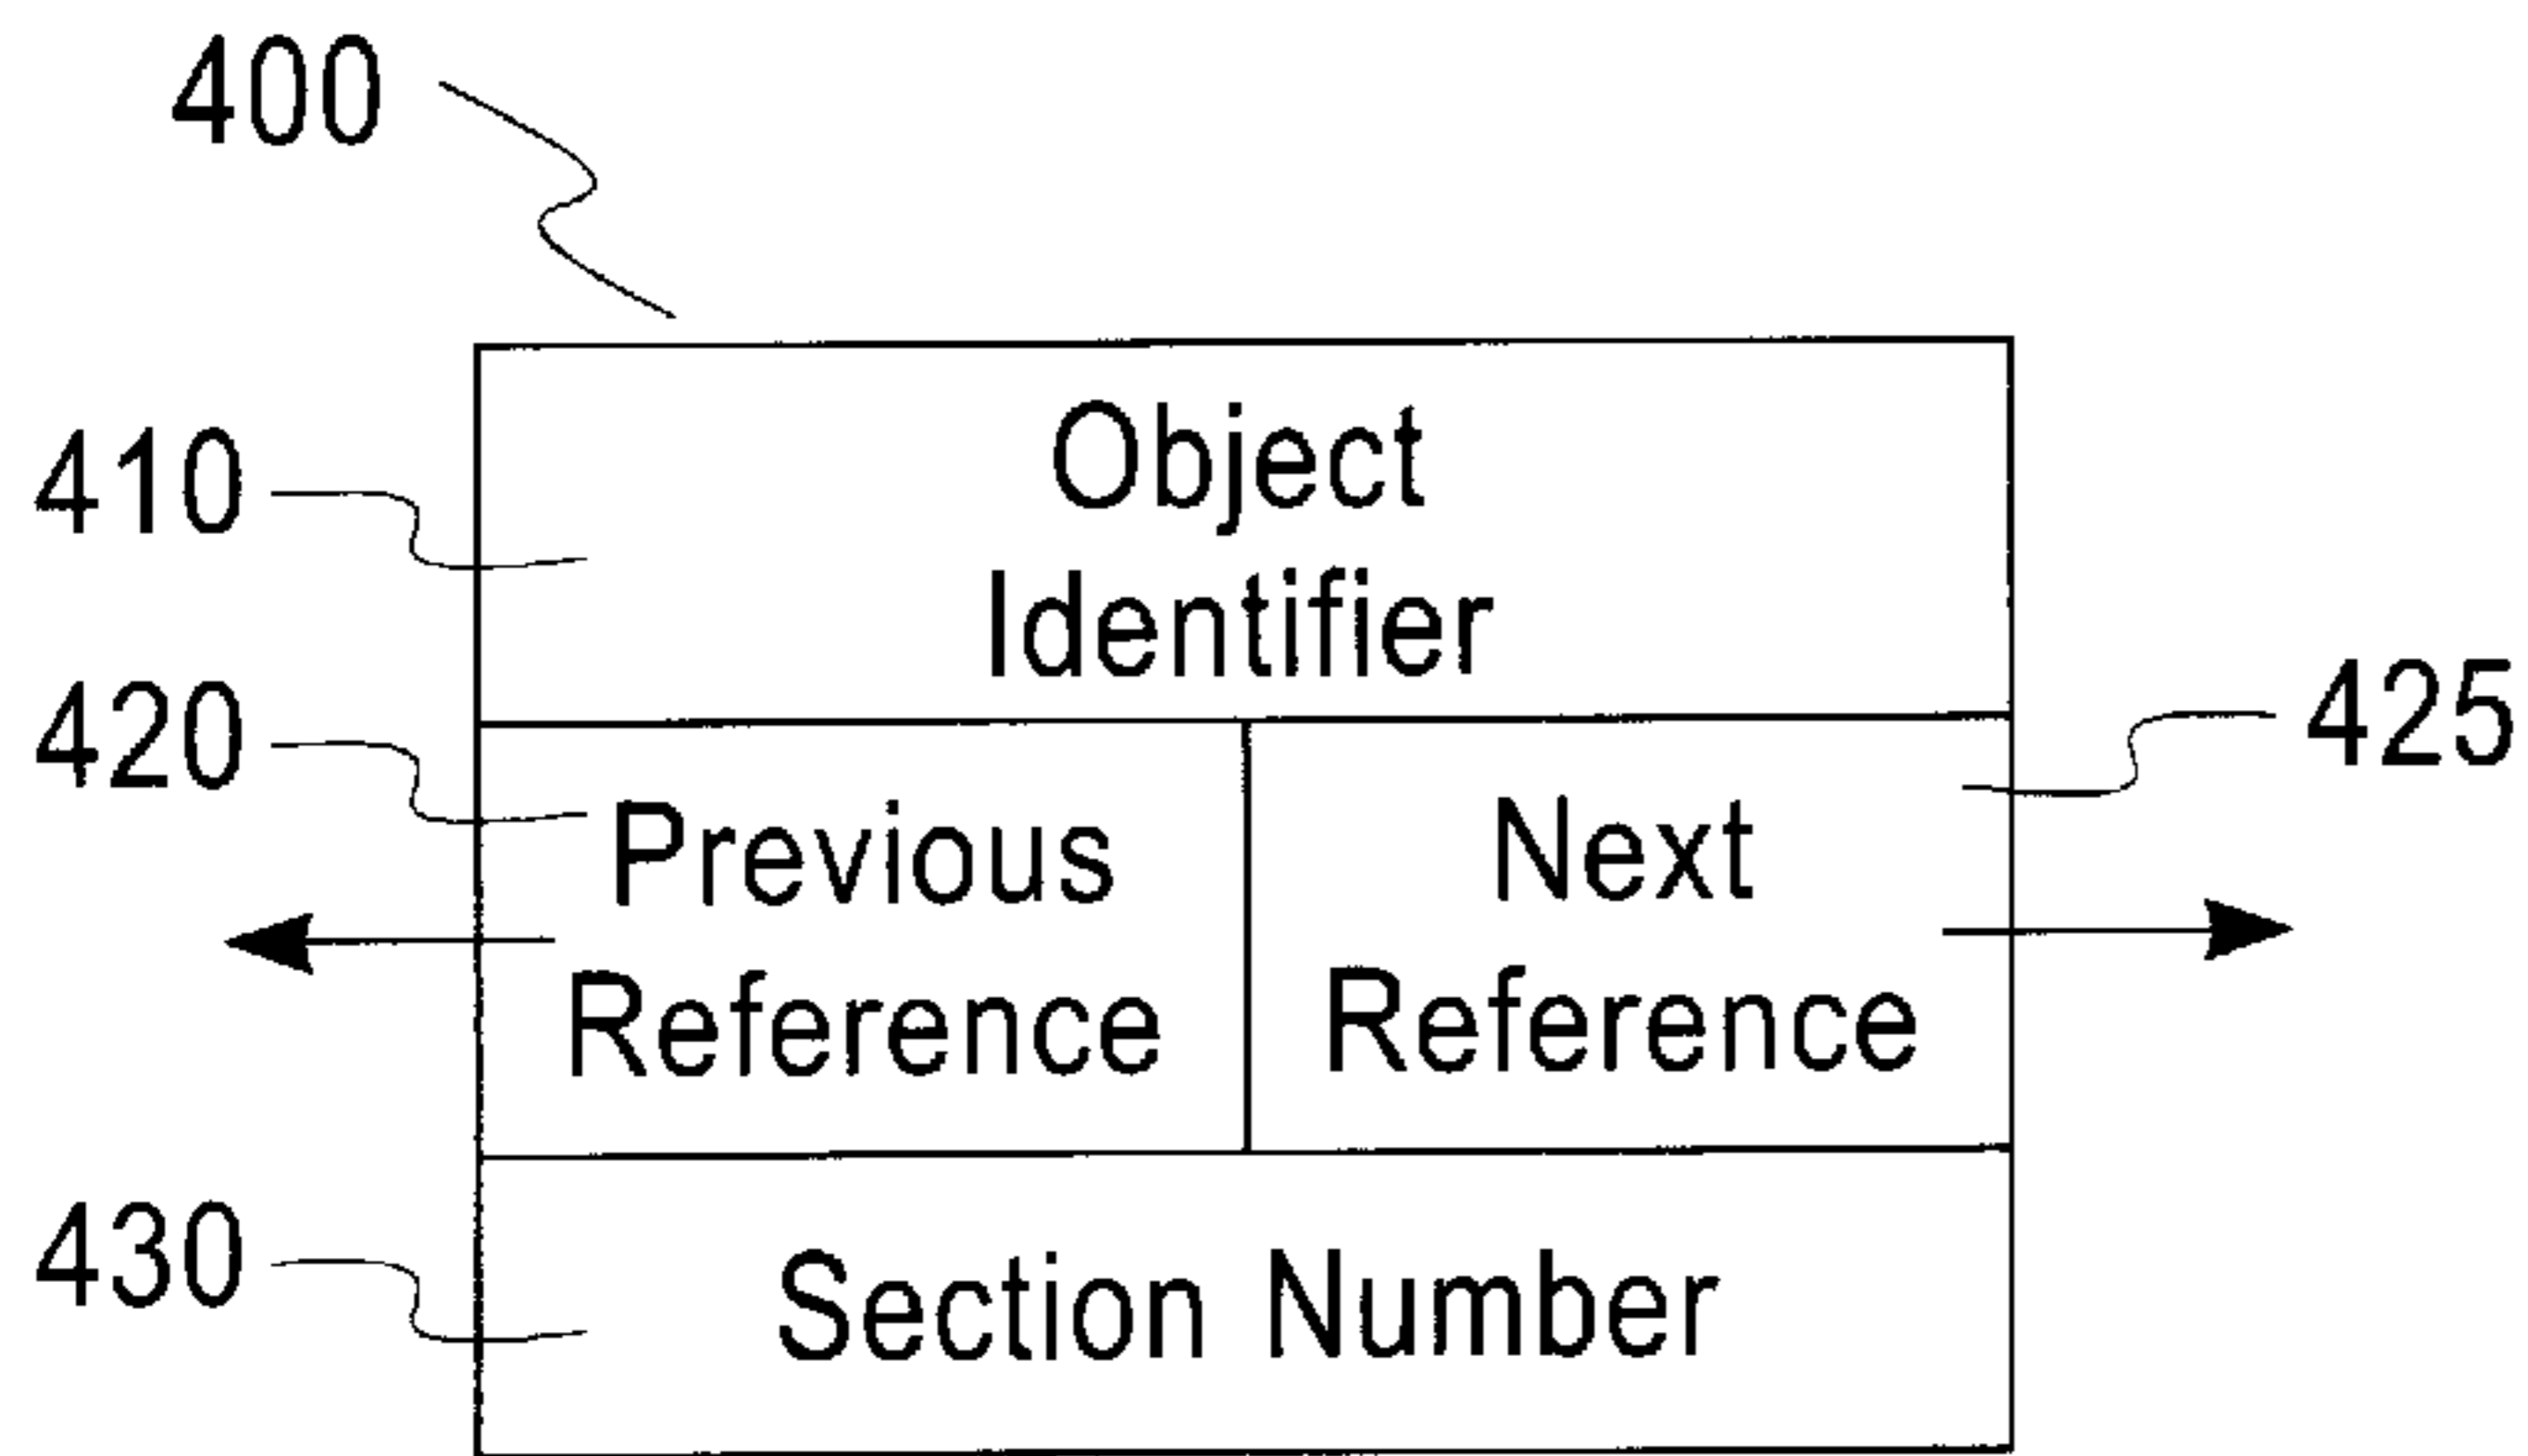 400
410
Object
Identifier
420
425
Previous
Reference
Next
Reference
430
Section Number